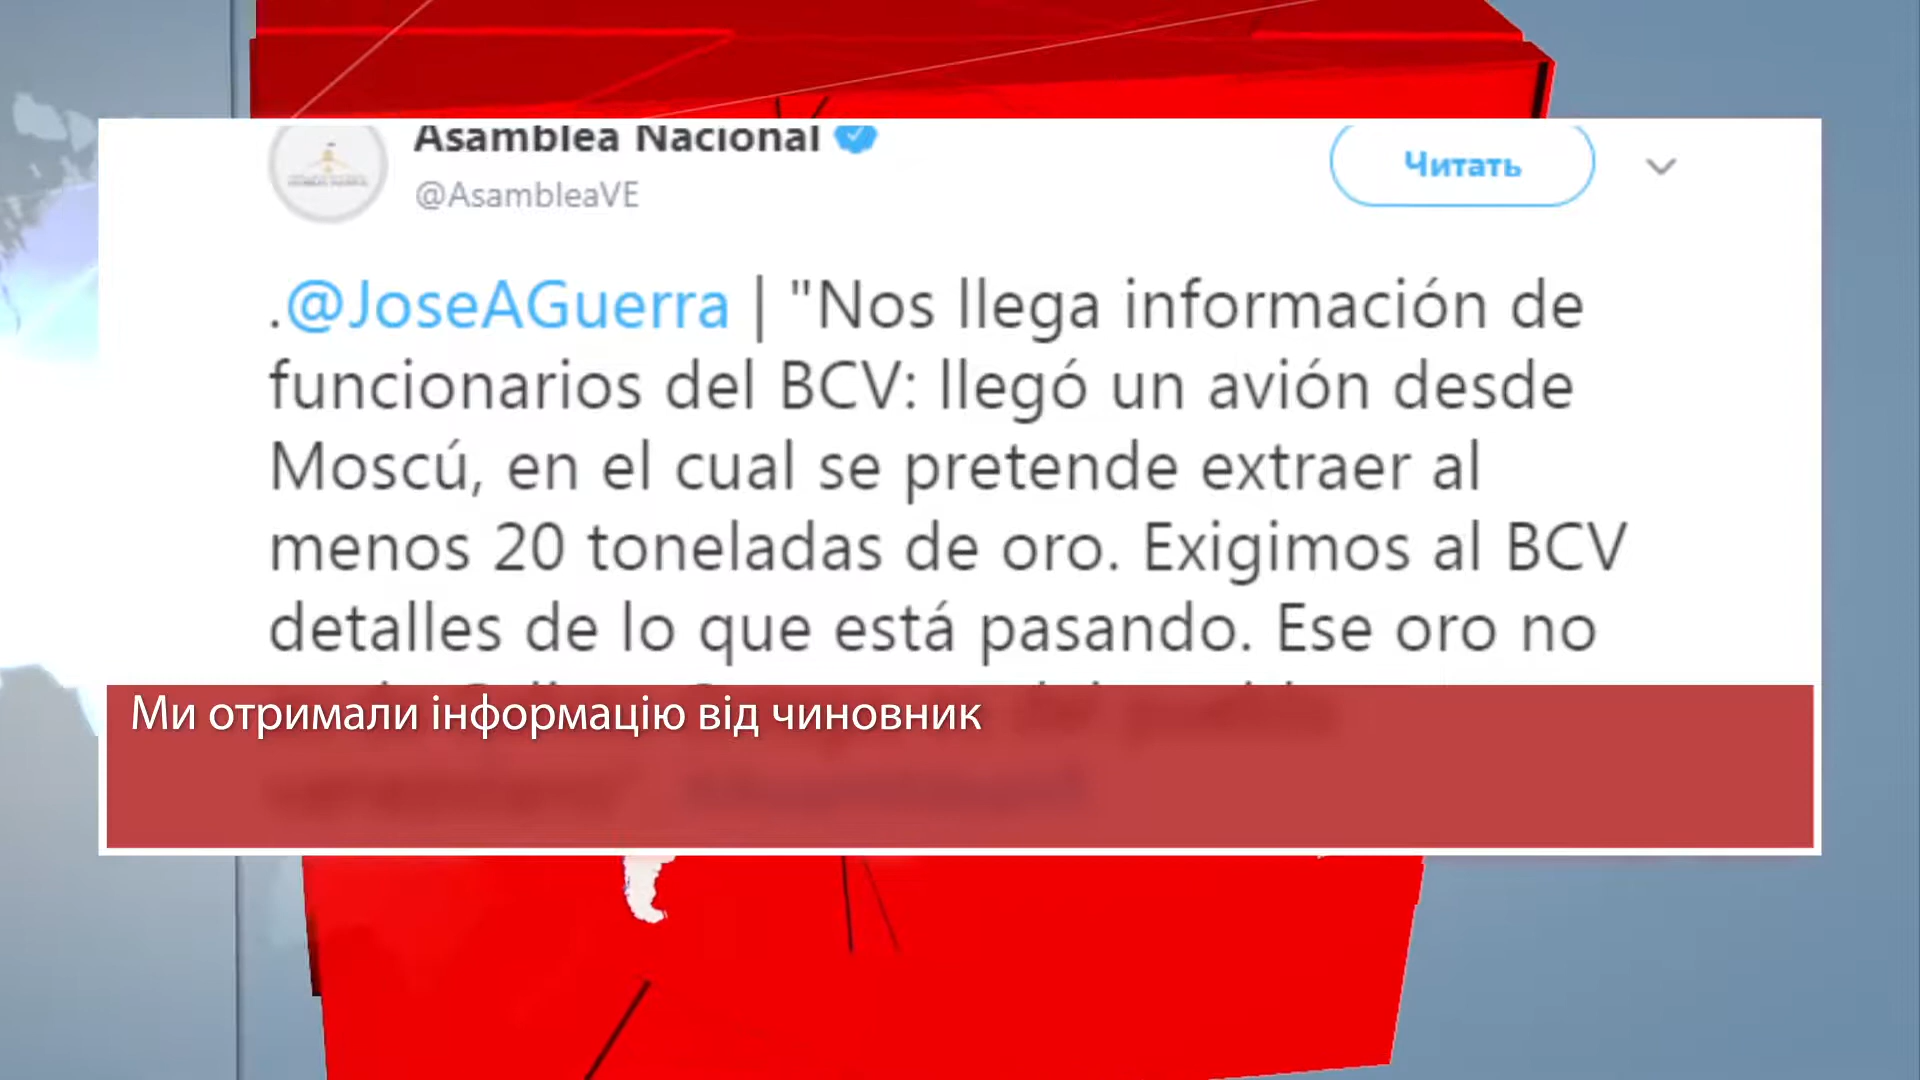 Asamblea Nacional
@AsambleaVE
Читать
.@JoseAGuerra | "Nos llega información de
funcionarios del BCV: llegó un avión desde
Moscú, en el cual se pretende extraer al
menos 20 toneladas de oro. Exigimos al BCV
detalles de lo que está pasando. Ese oro no
Ми отримали інформацію від чиновник